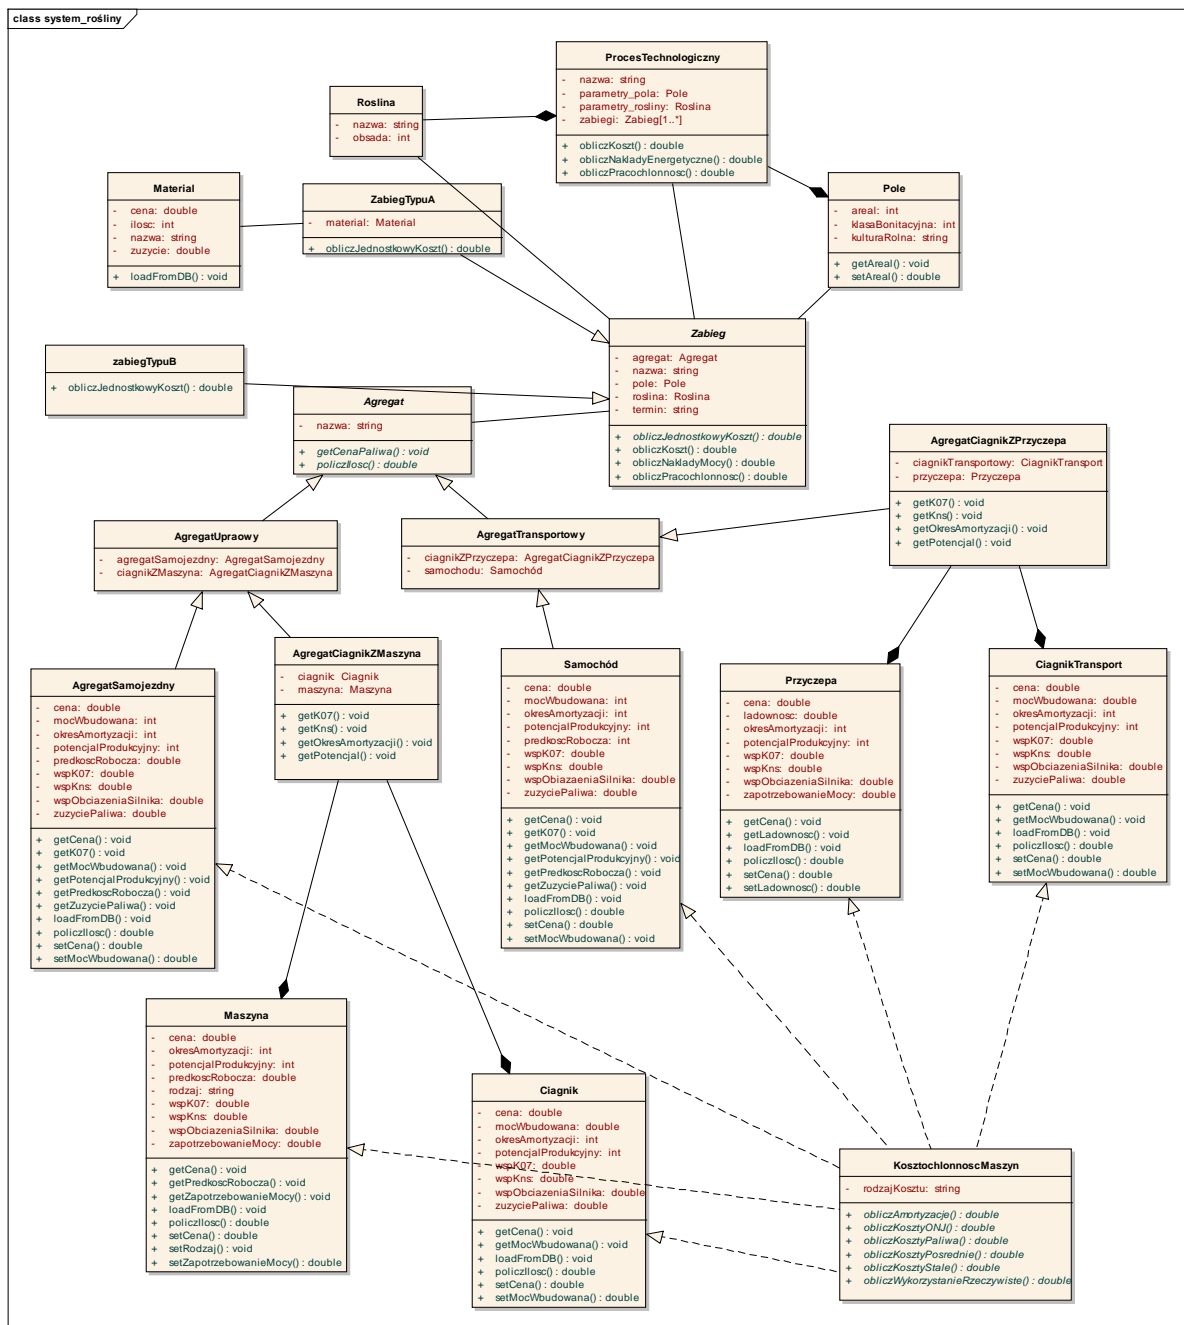 class system_rośliny
ProcesTechnologiczny
- nazwa: string
- parametry_pola: Pole
- parametry_rosliny: Roslina
- zabiegi: Zabieg[1..*]
+ obliczKoszt() : double
+ obliczNakladyEnergetyczne() : double
+ obliczPracochlonnosc() : double
Roslina
- nazwa: string
- obsada: int
Material
- cena: double
- ilosc: int
- nazwa: string
- zuzycie: double
+ loadFromDB() : void
ZabiegTypuA
- material: Material
+ obliczJednostkowyKoszt() : double
Pole
- areal: int
- klasaBonitacyjna: int
- kulturaRolna: string
+ getAreal() : void
+ setAreal() : double
Zabieg
- agregat: Agregat
- nazwa: string
- pole: Pole
- roslina: Roslina
- termin: string
+ obliczJednostkowyKoszt() : double
+ obliczKoszt() : double
+ obliczNakladyMocy() : double
+ obliczPracochlonnosc() : double
zabiegTypuB
+ obliczJednostkowyKoszt() : double
Agregat
- nazwa: string
+ getCenaPaliwa() : void
+ policzIlosc() : double
AgregatCiagnikZPrzyczepa
- ciagnikTransportowy: CiagnikTransport
- przyczepa: Przyczepa
+ getK07() : void
+ getKns() : void
+ getOkresAmortyzacji() : void
+ getPotencjal() : void
AgregatUpraowy
- agregatSamojezdny: AgregatSamojezdny
- ciagnikZMaszyna: AgregatCiagnikZMaszyna
AgregatTransportowy
- ciagnikZPrzyczepa: AgregatCiagnikZPrzyczepa
- samochodu: Samochód
AgregatSamojezdny
- cena: double
- mocWbudowana: int
- okresAmortyzacji: int
- potencjalProdukcyjny: int
- predkoscRobocza: double
- wspK07: double
- wspKns: double
- wspObciazeniaSilnika: double
- zuzyciePaliwa: double
+ getCena() : void
+ getK07() : void
+ getMocWbudowana() : void
+ getPotencjalProdukcyjny() : void
+ getPredkoscRobocza() : void
+ getZuzyciePaliwa() : void
+ loadFromDB() : void
+ policzIlosc() : double
+ setCena() : double
+ setMocWbudowana() : double
AgregatCiagnikZMaszyna
- ciagnik: Ciagnik
- maszyna: Maszyna
+ getK07() : void
+ getKns() : void
+ getOkresAmortyzacji() : void
+ getPotencjal() : void
Samochód
- cena: double
- mocWbudowana: int
- okresAmortyzacji: int
- potencjalProdukcyjny: int
- predkoscRobocza: int
- wspK07: double
- wspKns: double
- wspObiazaeniaSilnika: double
- zuzyciePaliwa: double
+ getCena() : void
+ getK07() : void
+ getMocWbudowana() : void
+ getPotencjalProdukcyjny() : void
+ getPredkoscRobocza() : void
+ getZuzyciePaliwa() : void
+ loadFromDB() : void
+ policzIlosc() : double
+ setCena() : double
+ setMocWbudowana() : void
Przyczepa
- cena: double
- ladownosc: double
- okresAmortyzacji: int
- potencjalProdukcyjny: int
- wspK07: double
- wspKns: double
- wspObciazeniaSilnika: double
- zapotrzebowanieMocy: double
+ getCena() : void
+ getLadownosc() : void
+ loadFromDB() : void
+ policzIlosc() : double
+ setCena() : double
+ setLadownosc() : double
CiagnikTransport
- cena: double
- mocWbudowana: double
- okresAmortyzacji: int
- potencjalProdukcyjny: int
- wspK07: double
- wspKns: double
- wspObciazeniaSilnika: double
- zuzyciePaliwa: double
+ getCena() : void
+ getMocWbudowana() : void
+ loadFromDB() : void
+ policzIlosc() : double
+ setCena() : double
+ setMocWbudowana() : double
Maszyna
- cena: double
- okresAmortyzacji: int
- potencjalProdukcyjny: int
- predkoscRobocza: double
- rodzaj: string
- wspK07: double
- wspKns: double
- wspObciazeniaSilnika: double
- zapotrzebowanieMocy: double
+ getCena() : void
+ getPredkoscRobocza() : void
+ getZapotrzebowanieMocy() : void
+ loadFromDB() : void
+ policzIlosc() : double
+ setCena() : double
+ setRodzaj() : void
+ setZapotrzebowanieMocy() : double
Ciagnik
- cena: double
- mocWbudowana: double
- okresAmortyzacji: int
- potencjalProdukcyjny: int
- wspK07: double
- wspKns: double
- wspObciazeniaSilnika: double
- zuzyciePaliwa: double
+ getCena() : void
+ getMocWbudowana() : void
+ loadFromDB() : void
+ policzIlosc() : double
+ setCena() : double
+ setMocWbudowana() : double
KosztochlonnoscMaszyn
- rodzajKosztu: string
+ obliczAmortyzacje() : double
+ obliczKosztyONJ() : double
+ obliczKosztyPaliwa() : double
+ obliczKosztyPosrednie() : double
+ obliczKosztyStale() : double
+ obliczWykorzystanieRzeczywiste() : double